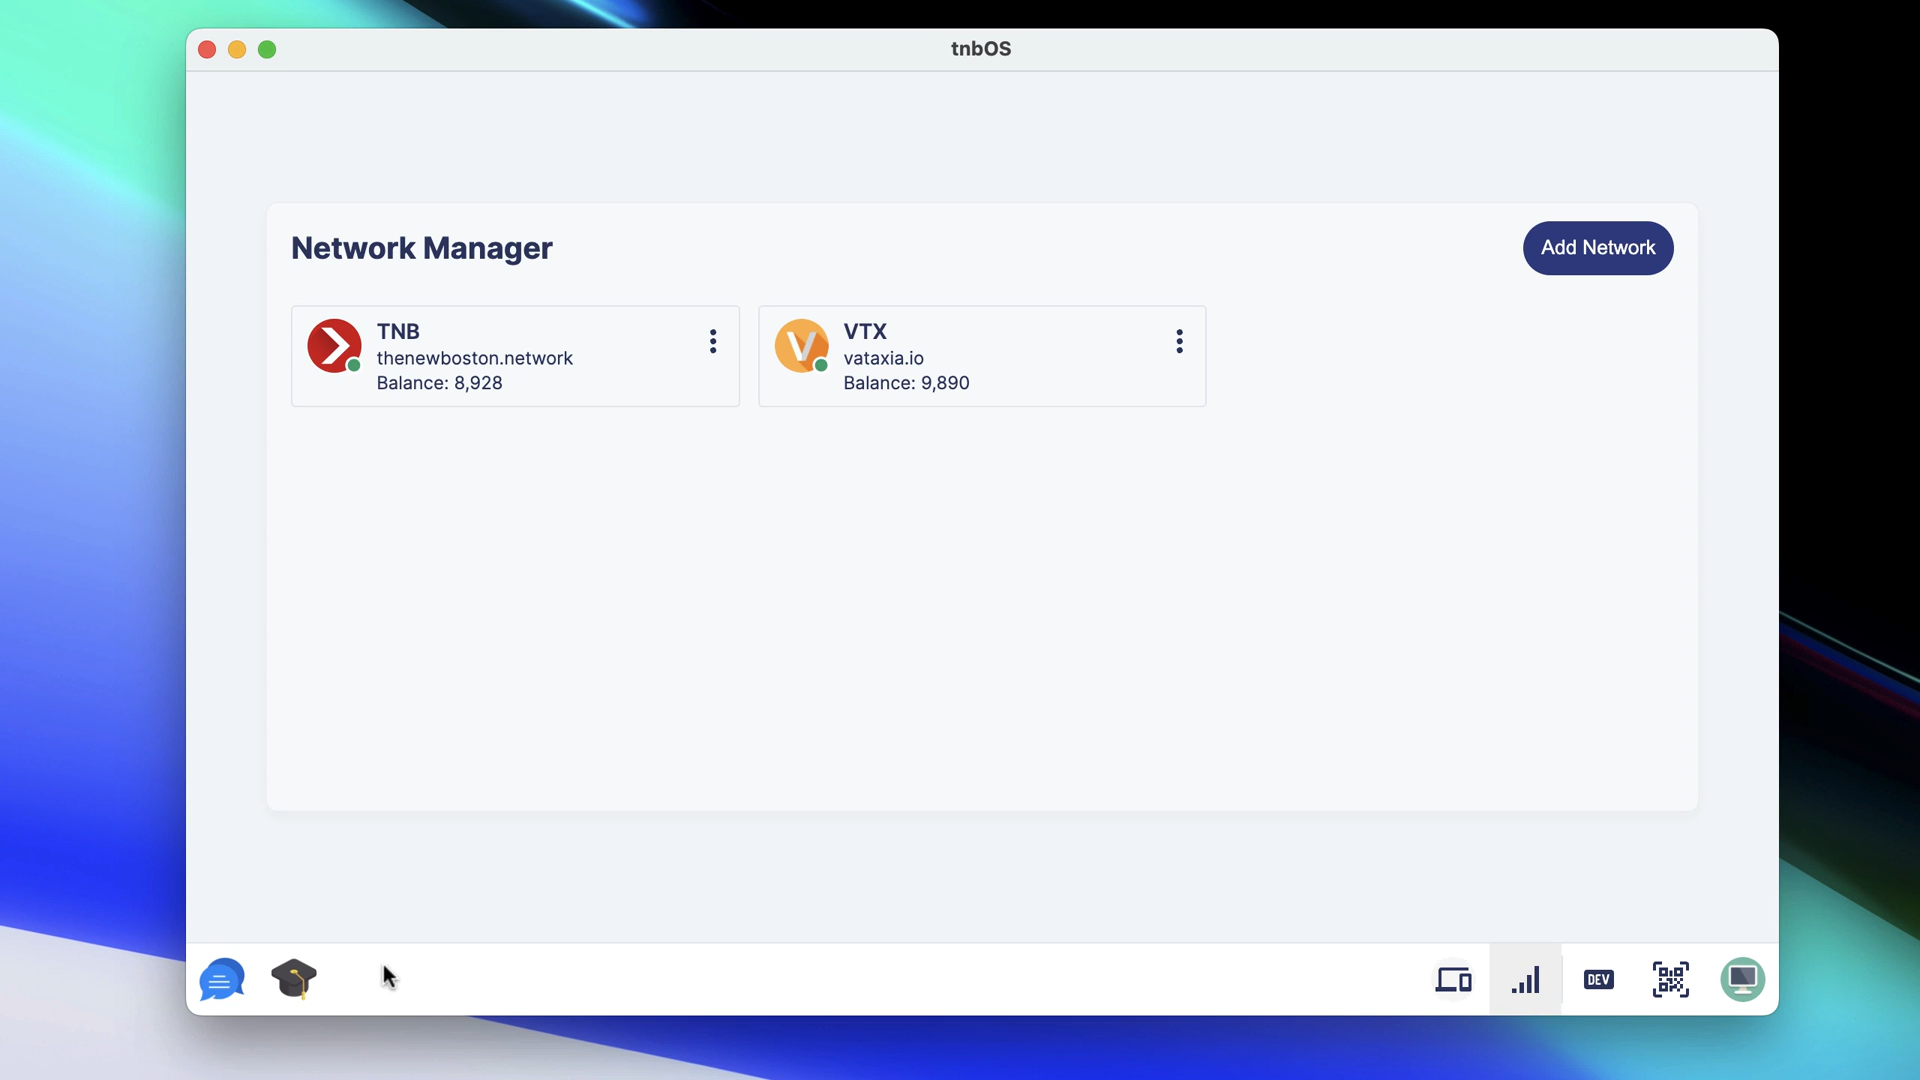 tnbOS
Network Manager
Add Network
TNB
thenewboston.network
Balance: 8,928
VTX
vataxia.io
Balance: 9,890
DEV